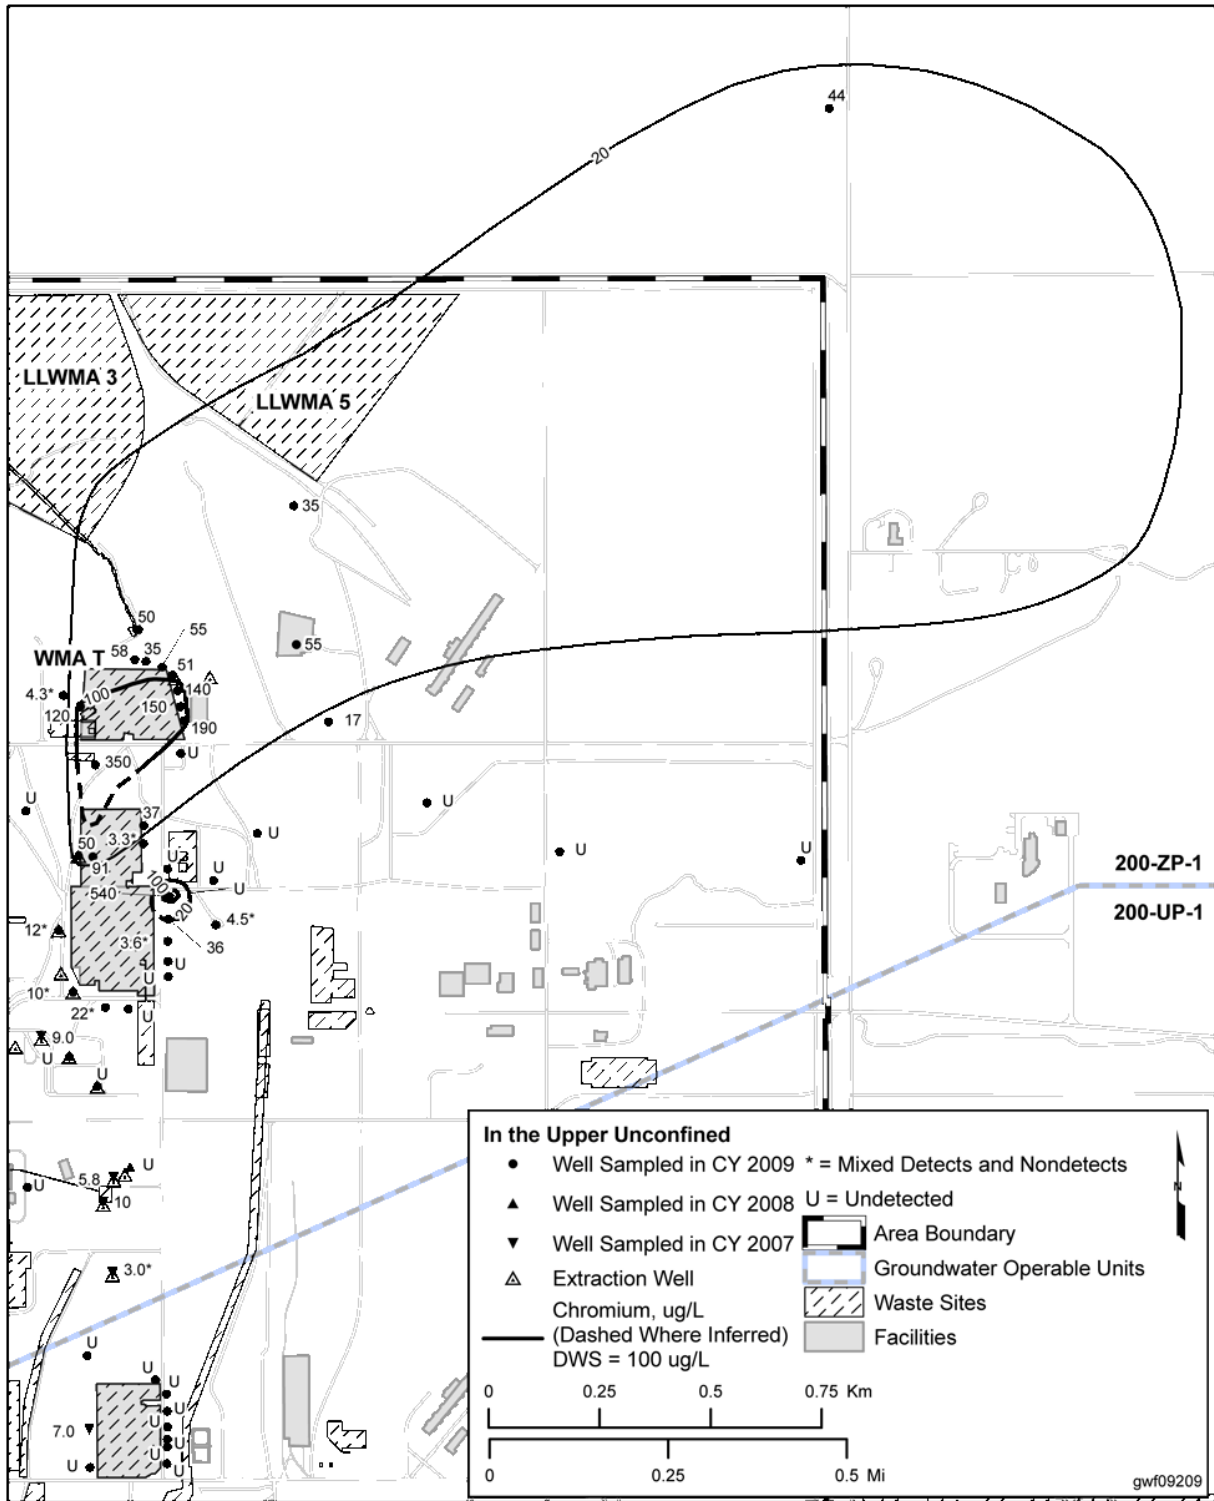 44
20
LLWMA 3
LLWMA 5
35
50
55
58
35
55
WMA T
51
4.3*
100
140
120
150
190
17
U
350
U
37
U
U
50
3.3*
U
U
91
100
U
U
U
540
20
4.5*
12*
3.6*
36
U
U
10*
22*
U
9.0
U
U
200-ZP-1
200-UP-1
5.8
U
U
10
3.0*
U
U
U
U
7.0
U
U
U
U
In the Upper Unconfined
Well Sampled in CY 2009
* = Mixed Detects and Nondetects
Well Sampled in CY 2008
U = Undetected
Well Sampled in CY 2007
Area Boundary
Extraction Well
Groundwater Operable Units
Chromium, ug/L
(Dashed Where Inferred)
DWS = 100 ug/L
Waste Sites
Facilities
N
0 0.25 0.5 0.75 Km
0 0.25 0.5 Mi
gwf09209